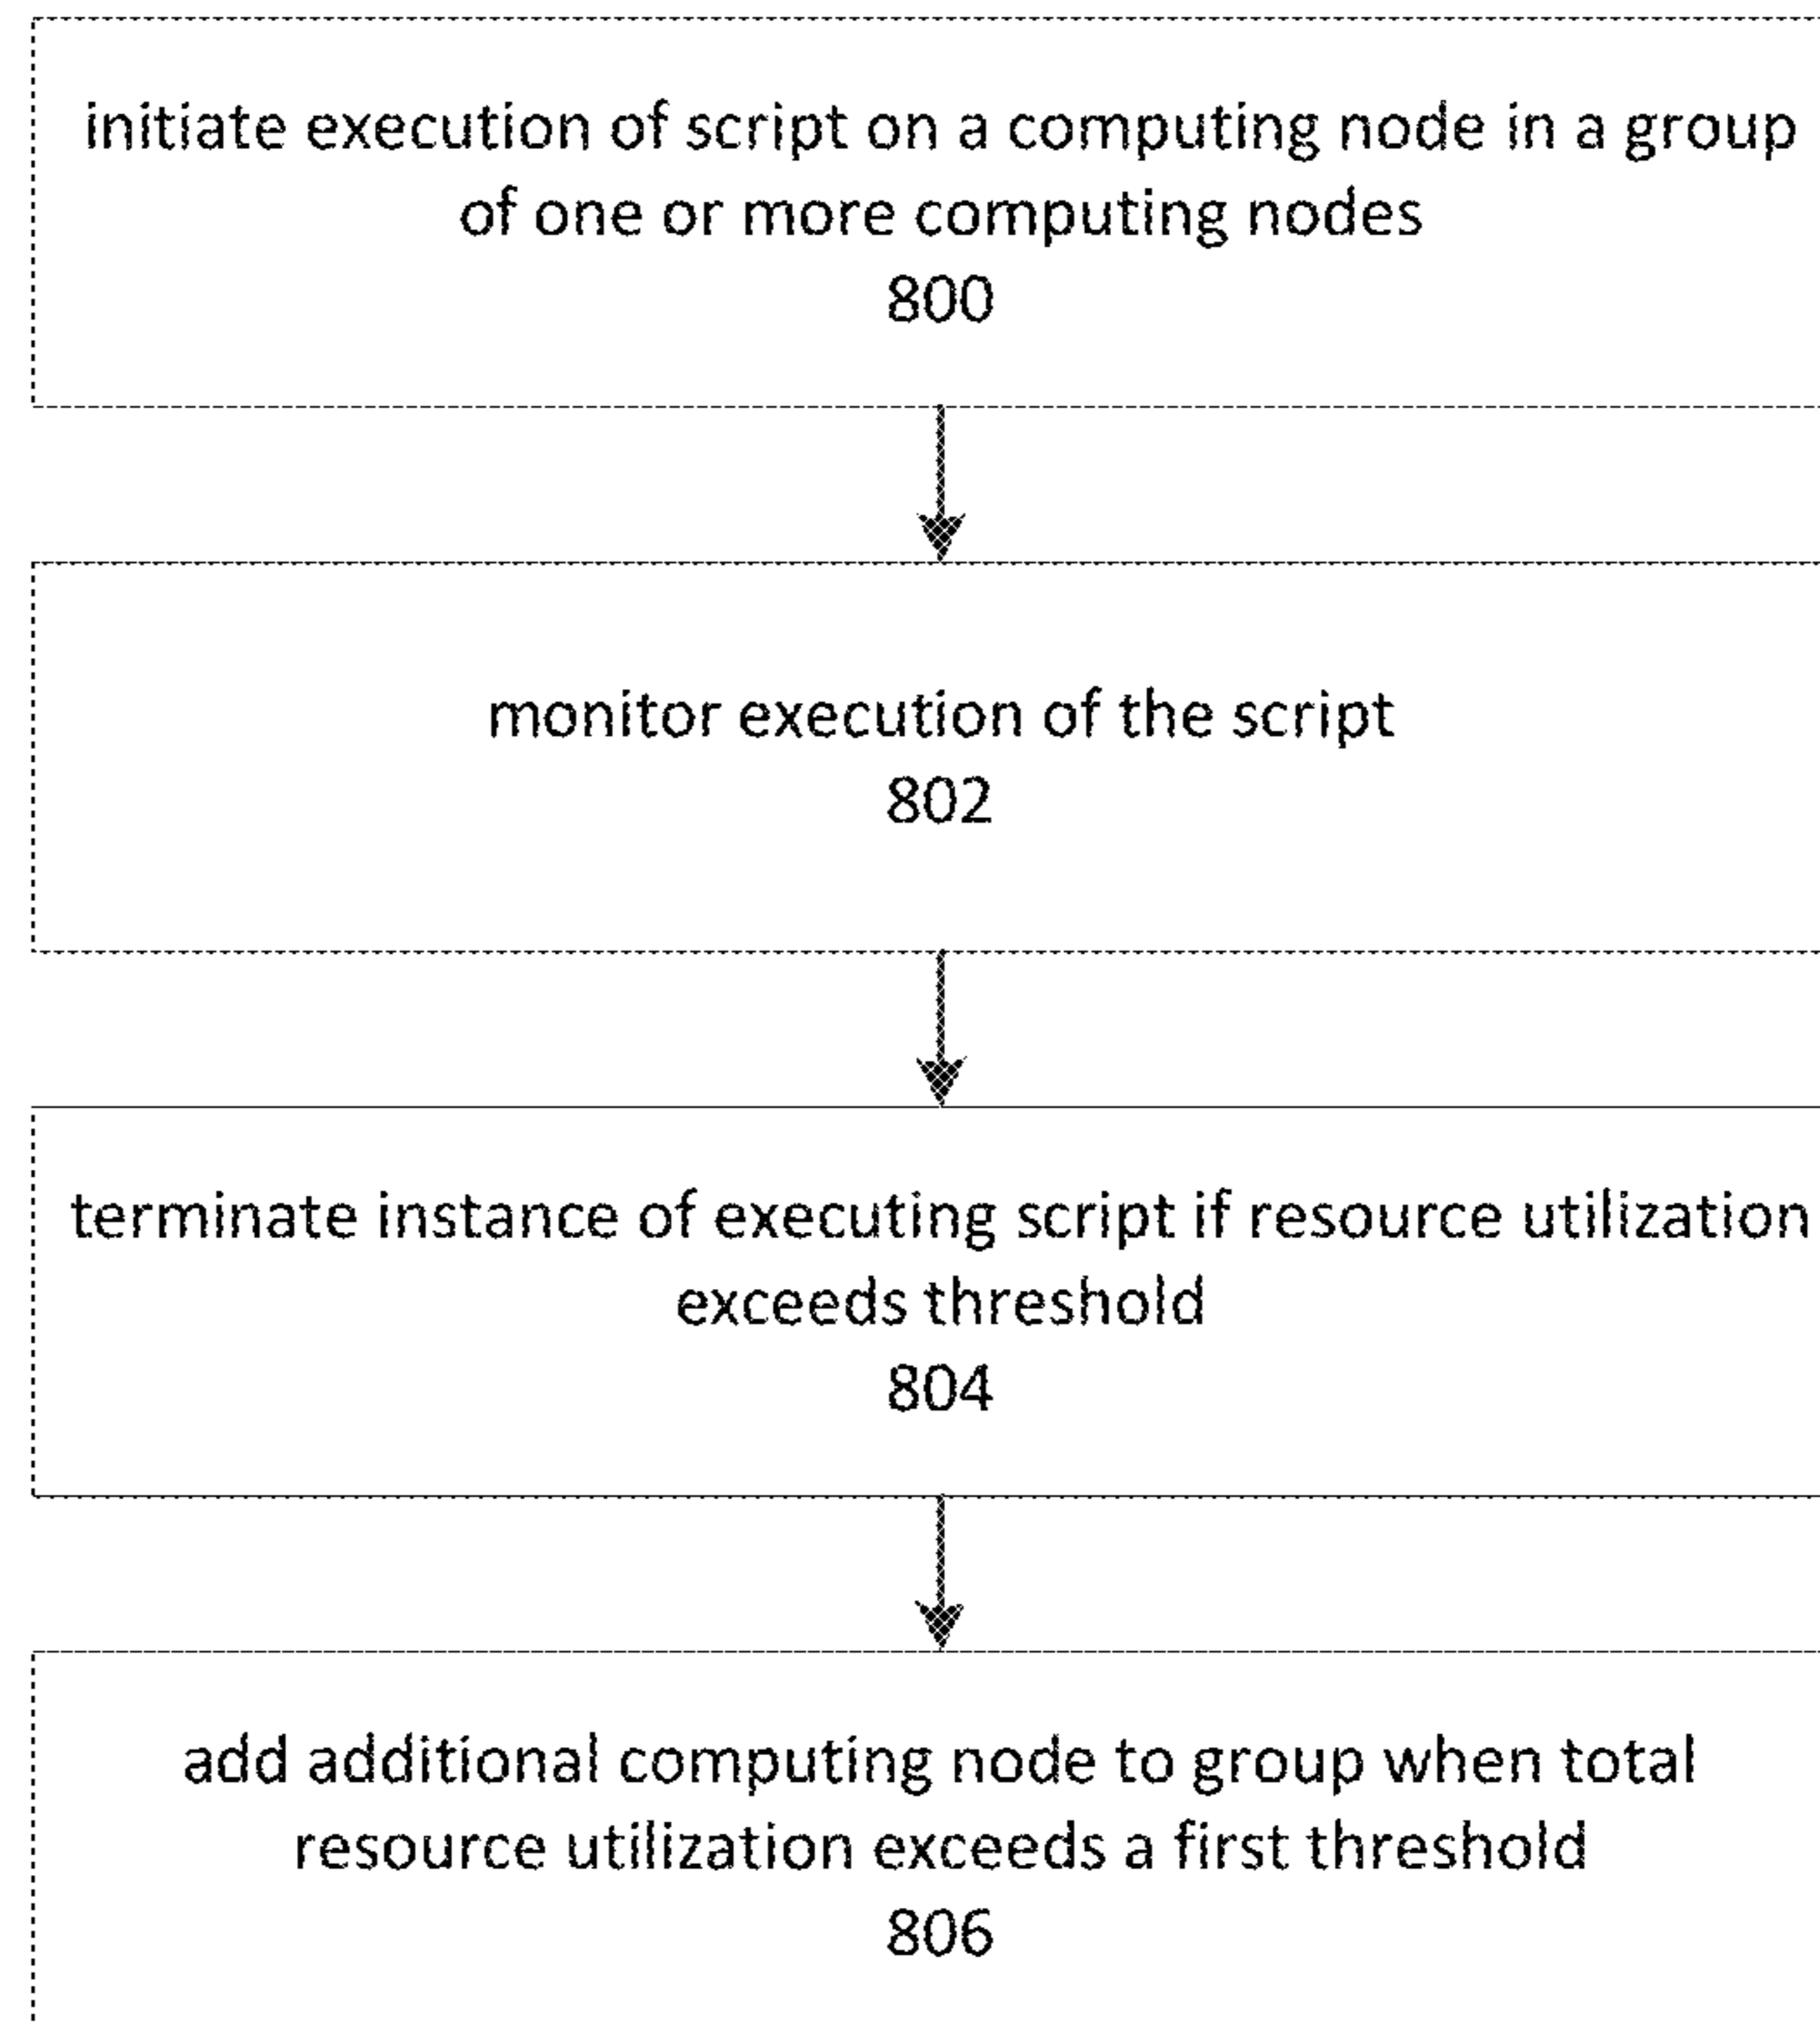 initiate execution of script on a computing node in a group
of one or more computing nodes
800
monitor execution of the script
802
terminate instance of executing script if resource utilization
exceeds threshold
804
add additional computing node to group when total
resource utilization exceeds a first threshold
806